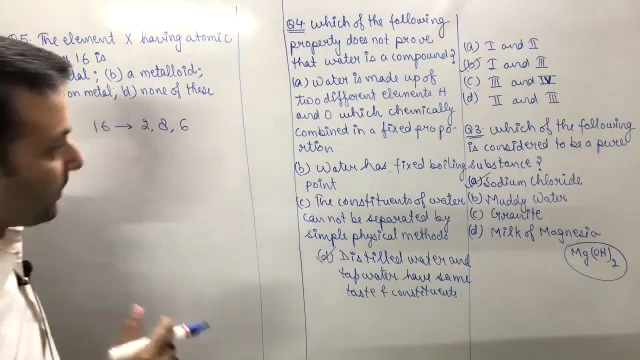 Q5: The element X having atomic
16 is
tal; (b) a metalloid;
on metal; (d) none of these
16 → 2, 8, 6
Q4: Which of the following
property does not prove
that water is a compound?
(a) Water is made up of
two different elements H
and O which chemically
combined in a fixed propo-
rtion.
(b) Water has fixed boiling
point
(c) The constituents of water
can not be separated by
simple physical methods
(d) Distilled water and
tap water have same
taste & constituents.
(a) I and II
(b) I and III
(c) III and IV
(d) II and III
Q3: Which of the following
is considered to be a pure
substance?
(a) Sodium Chloride
(b) Muddy Water
(c) Granite
(d) Milk of Magnesia
Mg(OH)2